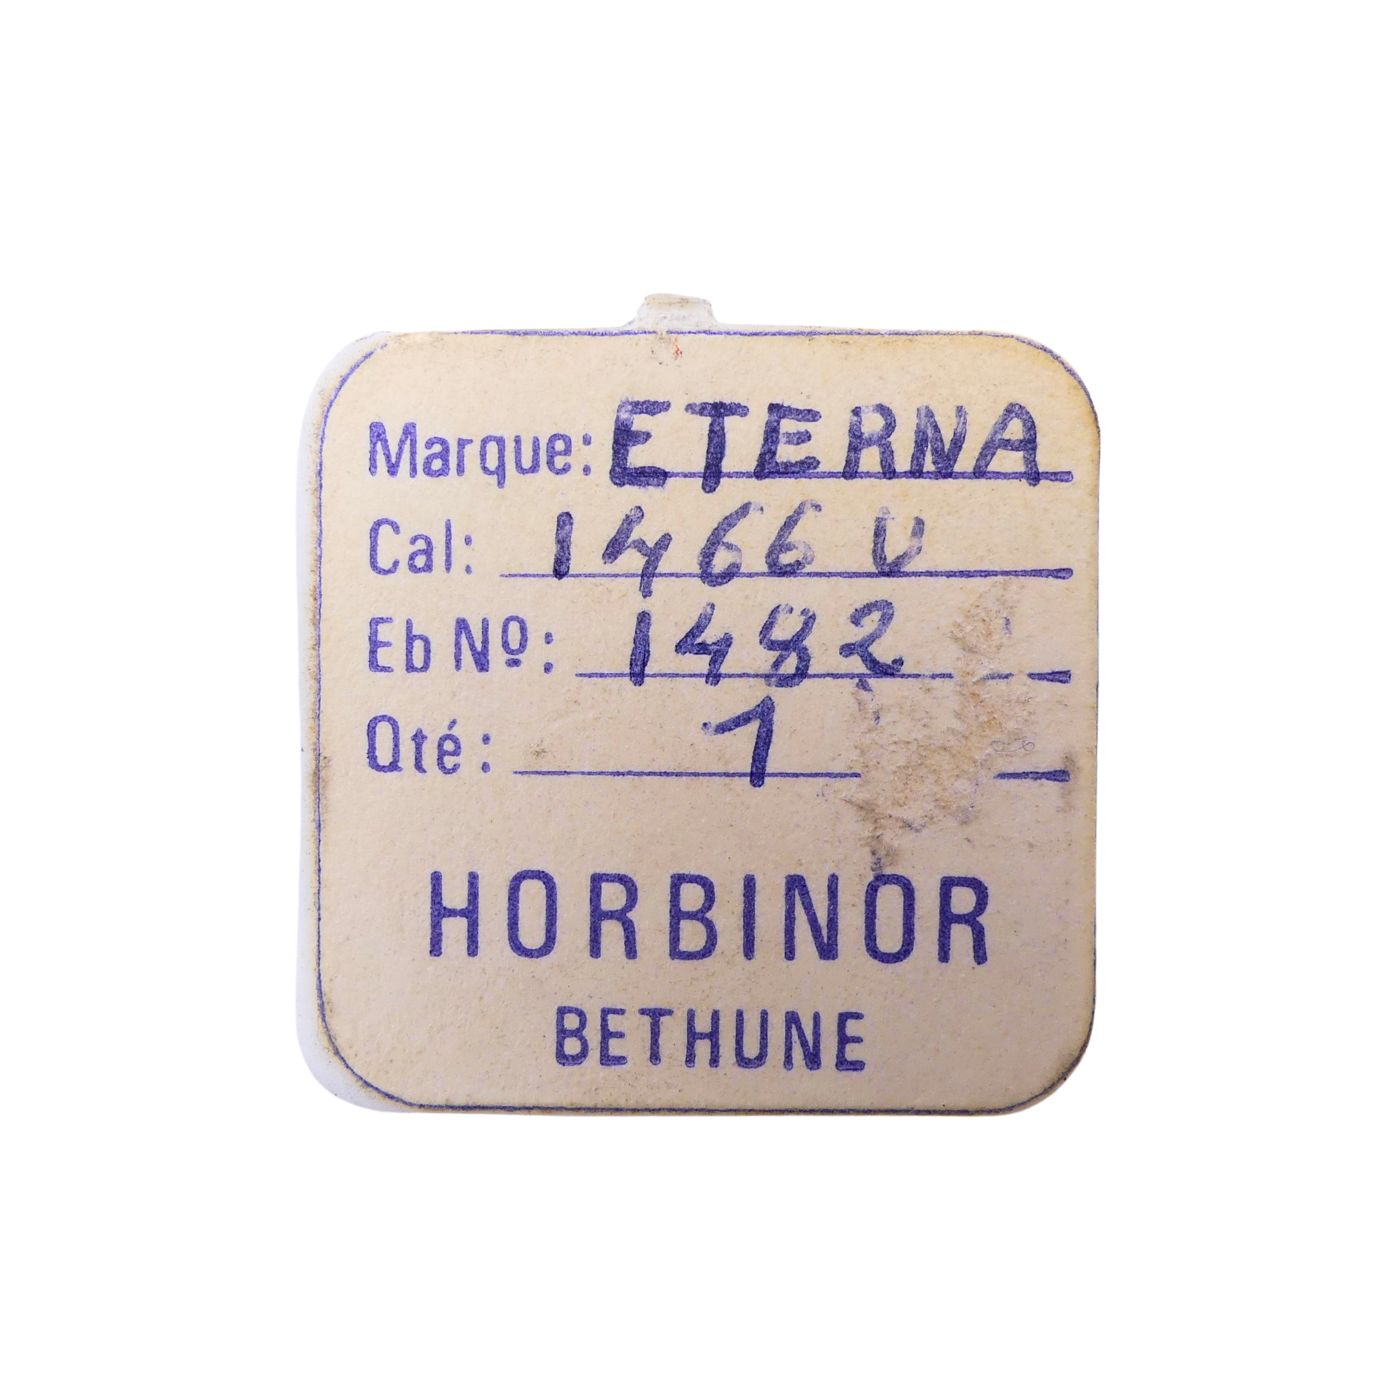 Marque: ETERNA
Cal: 1466 U
Eb Nº: 1482
Qté: 1
HORBINOR
BETHUNE